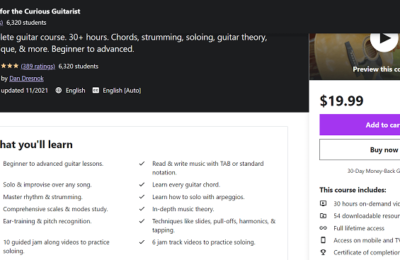 for the Curious Guitarist
6,320 students
lete guitar course. 30+ hours. Chords, strumming, soloing, guitar theory,
ique, & more. Beginner to advanced.
(389 ratings) 6,320 students
by Dan Dresnok
updated 11/2021 English English [Auto]
Preview this co
$19.99
Add to car
Buy now
30-Day Money-Back G
This course includes:
30 hours on-demand vi
54 downloadable resour
Full lifetime access
Access on mobile and TV
Certificate of completion
hat you'll learn
Beginner to advanced guitar lessons.
Read & write music with TAB or standard
notation.
Solo & improvise over any song.
Learn every guitar chord.
Master rhythm & strumming.
Learn how to solo with arpeggios.
Comprehensive scales & modes study.
In-depth music theory.
Ear-training & pitch recognition.
Techniques like slides, pull-offs, harmonics, &
tapping.
10 guided jam along videos to practice
soloing.
6 jam track videos to practice soloing.